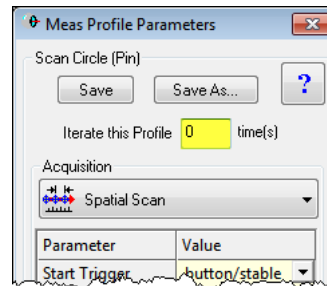 Meas Profile Parameters
Scan Circle (Pin)
Save Save As... ?
Iterate this Profile 0 time(s)
Acquisition
Spatial Scan
Parameter Value
Start Trigger button/stable